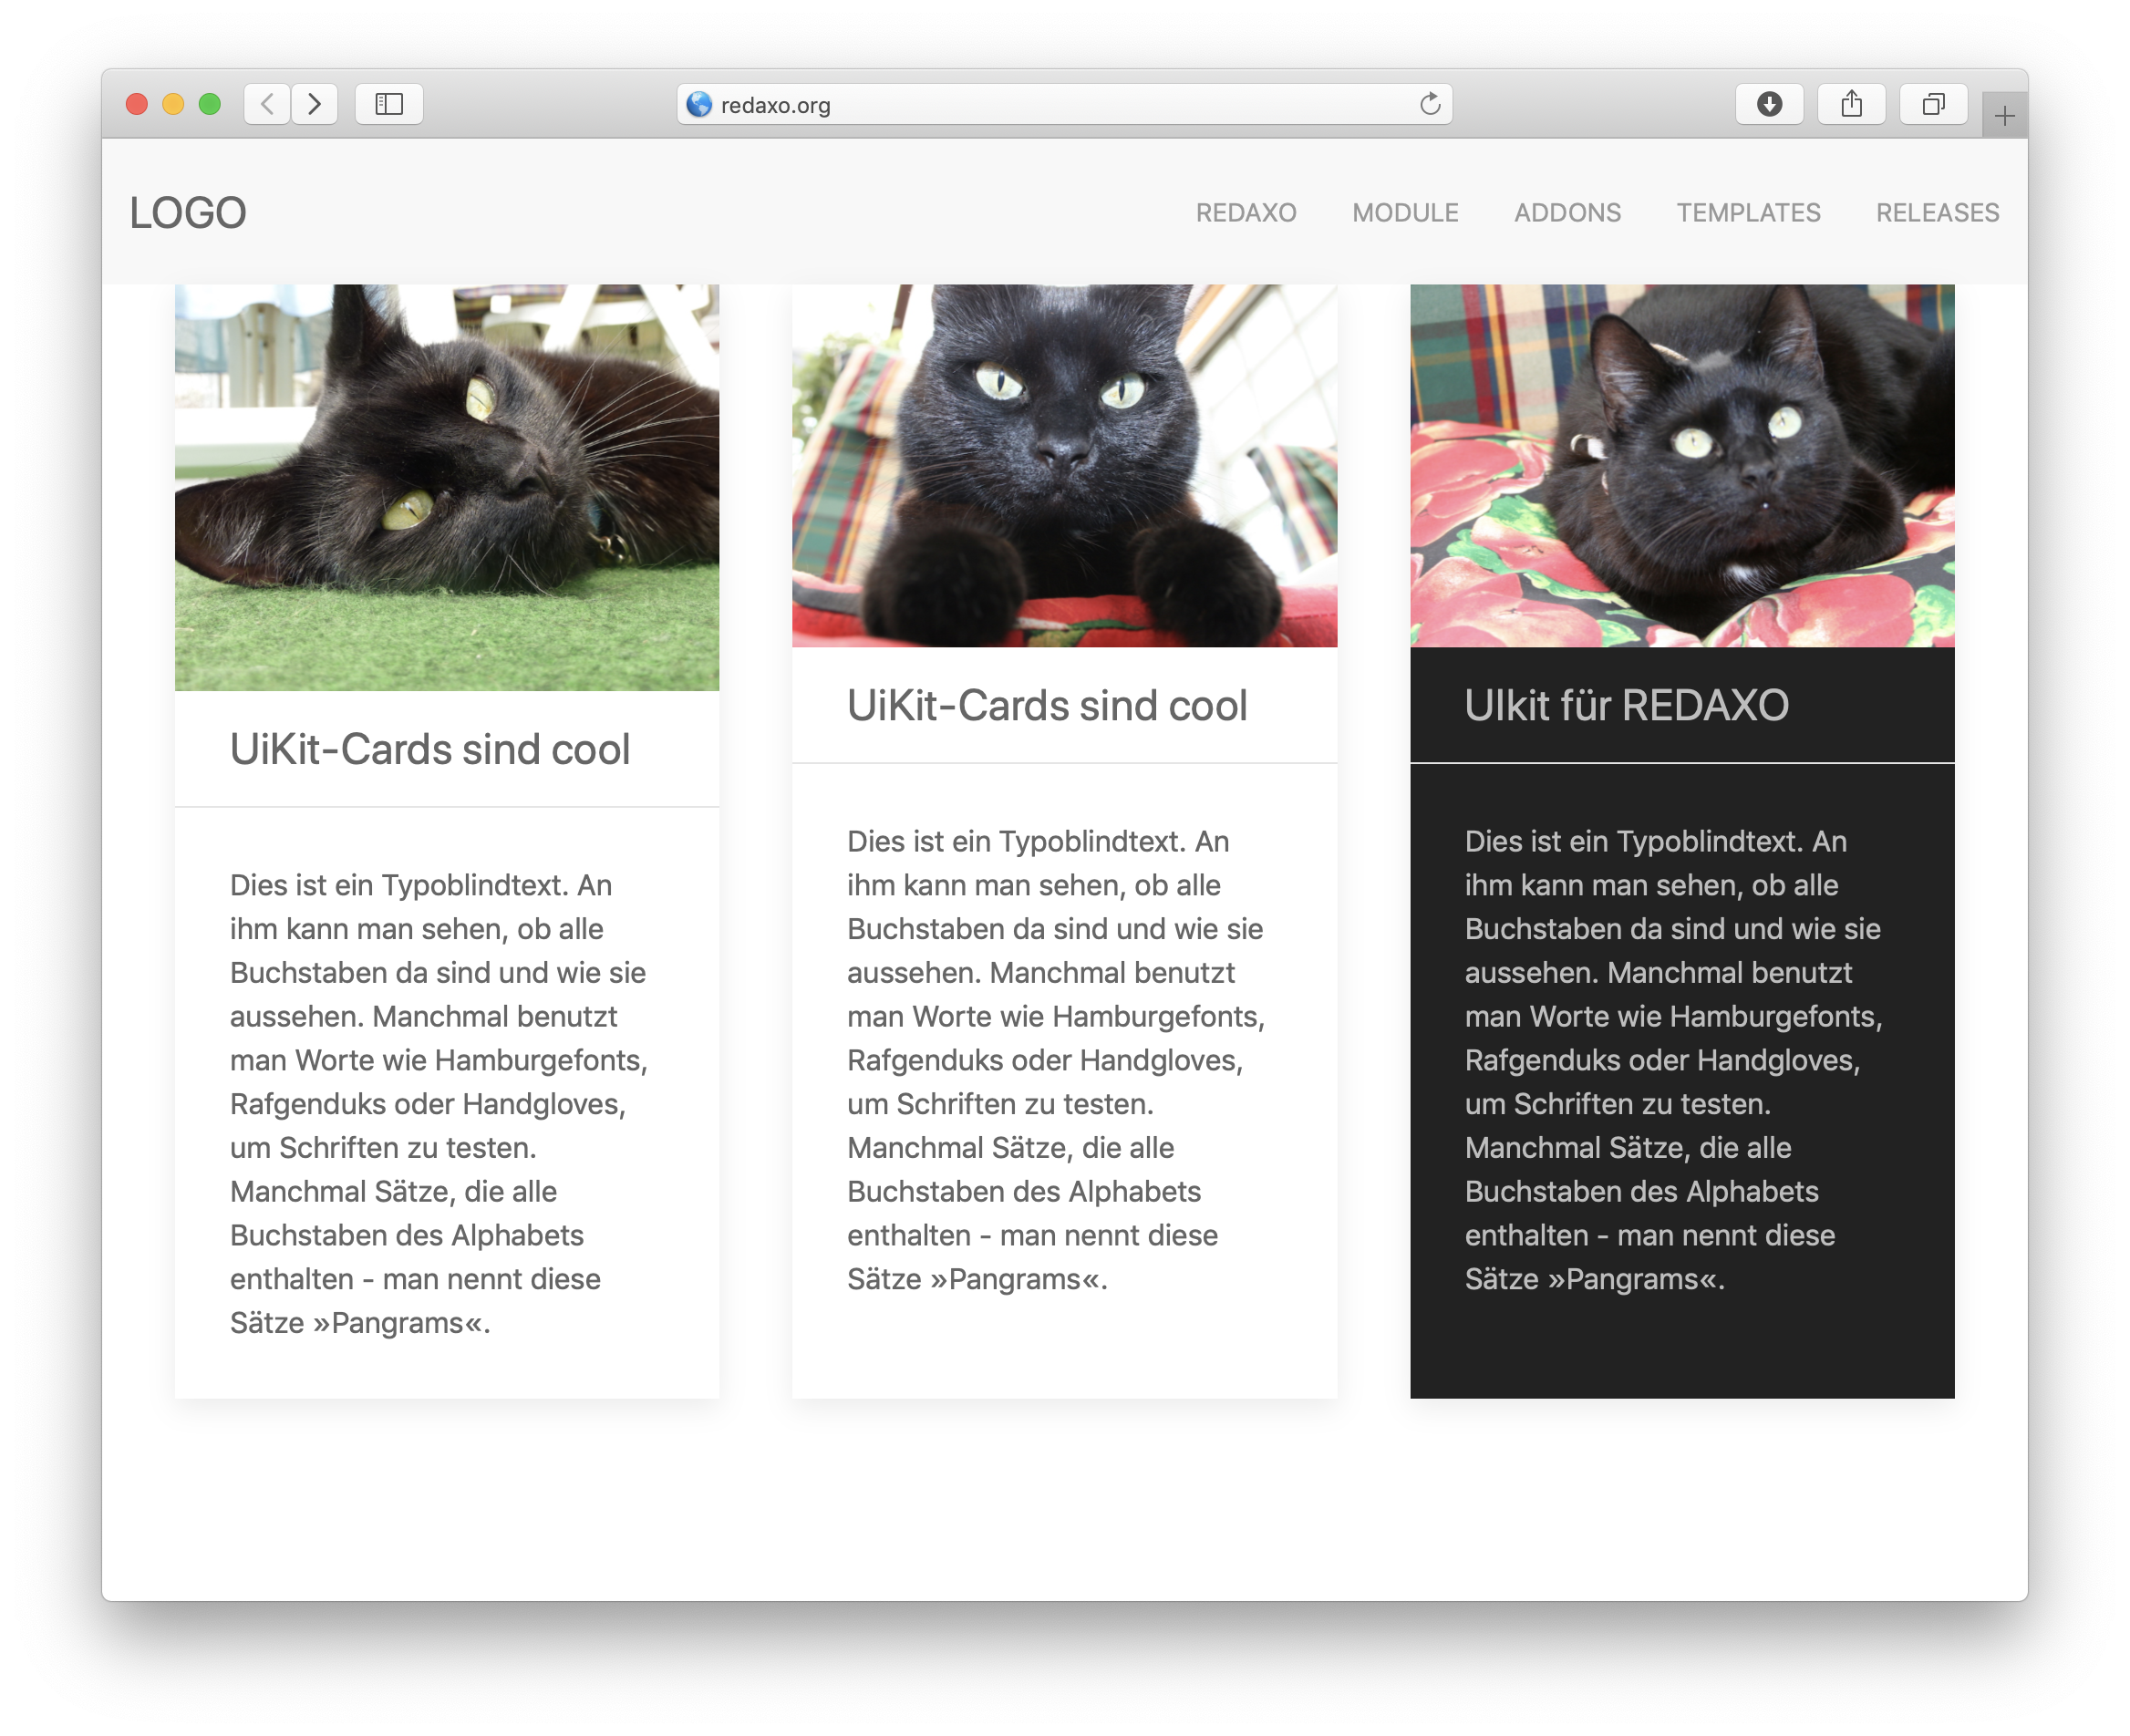 redaxo.org
LOGO
REDAXO MODULE ADDONS TEMPLATES RELEASES
UiKit-Cards sind cool
Dies ist ein Typoblindtext. An
ihm kann man sehen, ob alle
Buchstaben da sind und wie sie
aussehen. Manchmal benutzt
man Worte wie Hamburgefonts,
Rafgenduks oder Handgloves,
um Schriften zu testen.
Manchmal Sätze, die alle
Buchstaben des Alphabets
enthalten - man nennt diese
Sätze »Pangrams«.
UiKit-Cards sind cool
Dies ist ein Typoblindtext. An
ihm kann man sehen, ob alle
Buchstaben da sind und wie sie
aussehen. Manchmal benutzt
man Worte wie Hamburgefonts,
Rafgenduks oder Handgloves,
um Schriften zu testen.
Manchmal Sätze, die alle
Buchstaben des Alphabets
enthalten - man nennt diese
Sätze »Pangrams«.
UIkit für REDAXO
Dies ist ein Typoblindtext. An
ihm kann man sehen, ob alle
Buchstaben da sind und wie sie
aussehen. Manchmal benutzt
man Worte wie Hamburgefonts,
Rafgenduks oder Handgloves,
um Schriften zu testen.
Manchmal Sätze, die alle
Buchstaben des Alphabets
enthalten - man nennt diese
Sätze »Pangrams«.